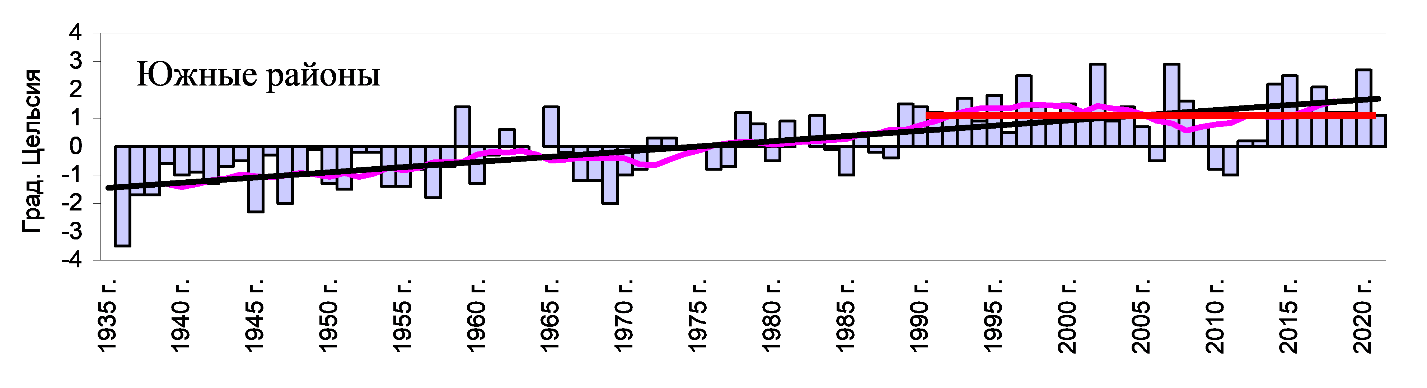 Южные районы
Град. Цельсия
4
3
2
1
0
-1
-2
-3
-4
1935 г.
1940 г.
1945 г.
1950 г.
1955 г.
1960 г.
1965 г.
1970 г.
1975 г.
1980 г.
1985 г.
1990 г.
1995 г.
2000 г.
2005 г.
2010 г.
2015 г.
2020 г.